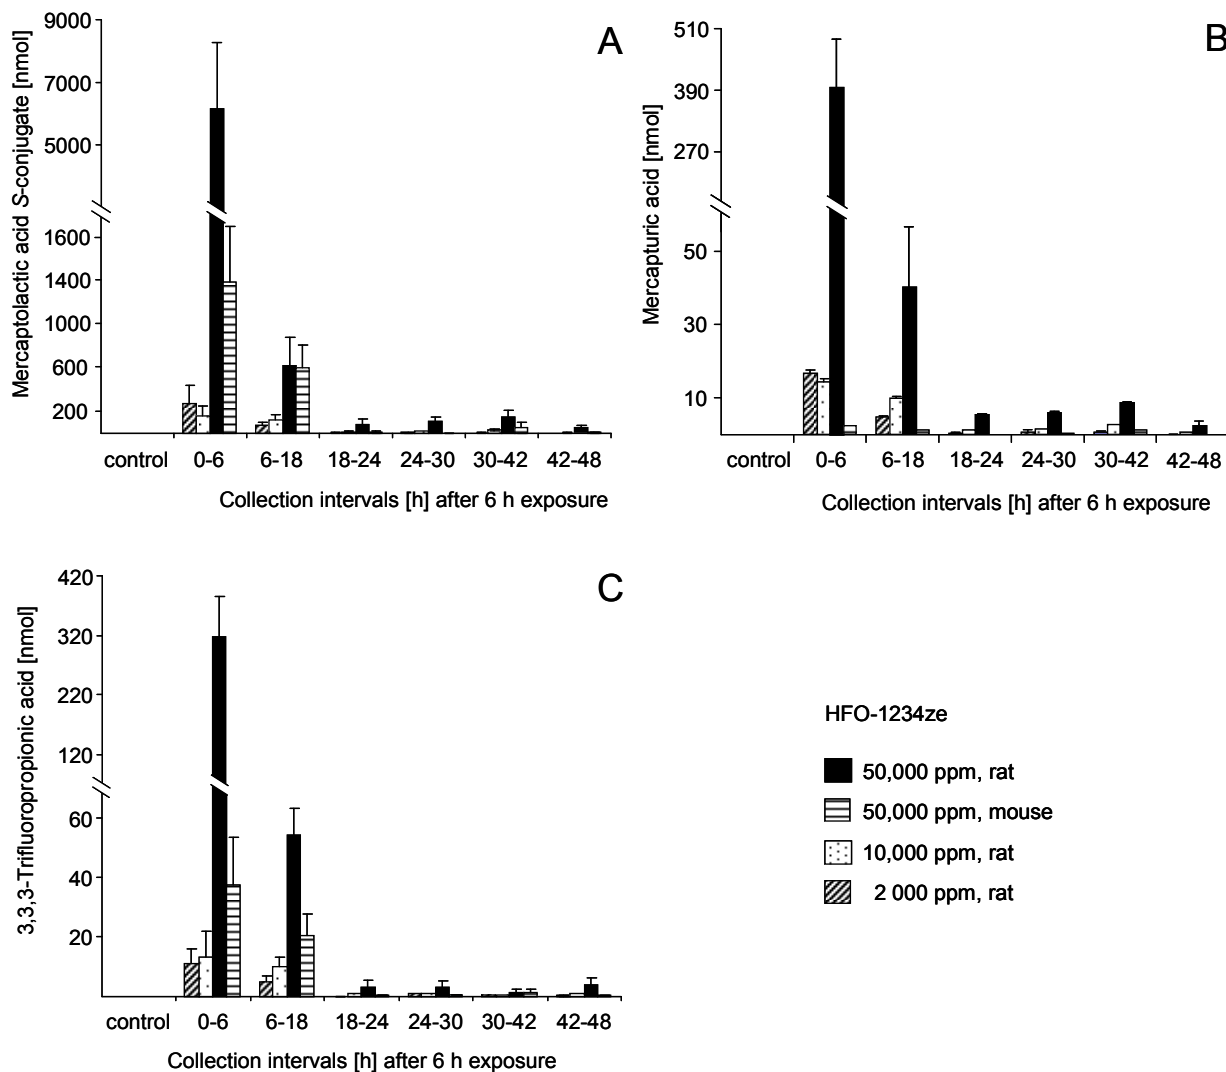 A
Mercaptolactic acid S-conjugate [nmol]
9000
7000
5000
1600
1400
1000
600
200
control 0-6 6-18 18-24 24-30 30-42 42-48
Collection intervals [h] after 6 h exposure
B
Mercapturic acid [nmol]
510
390
270
50
30
10
control 0-6 6-18 18-24 24-30 30-42 42-48
Collection intervals [h] after 6 h exposure
C
3,3,3-Trifluoropropionic acid [nmol]
420
320
220
120
60
40
20
control 0-6 6-18 18-24 24-30 30-42 42-48
Collection intervals [h] after 6 h exposure
HFO-1234ze
50,000 ppm, rat
50,000 ppm, mouse
10,000 ppm, rat
2 000 ppm, rat